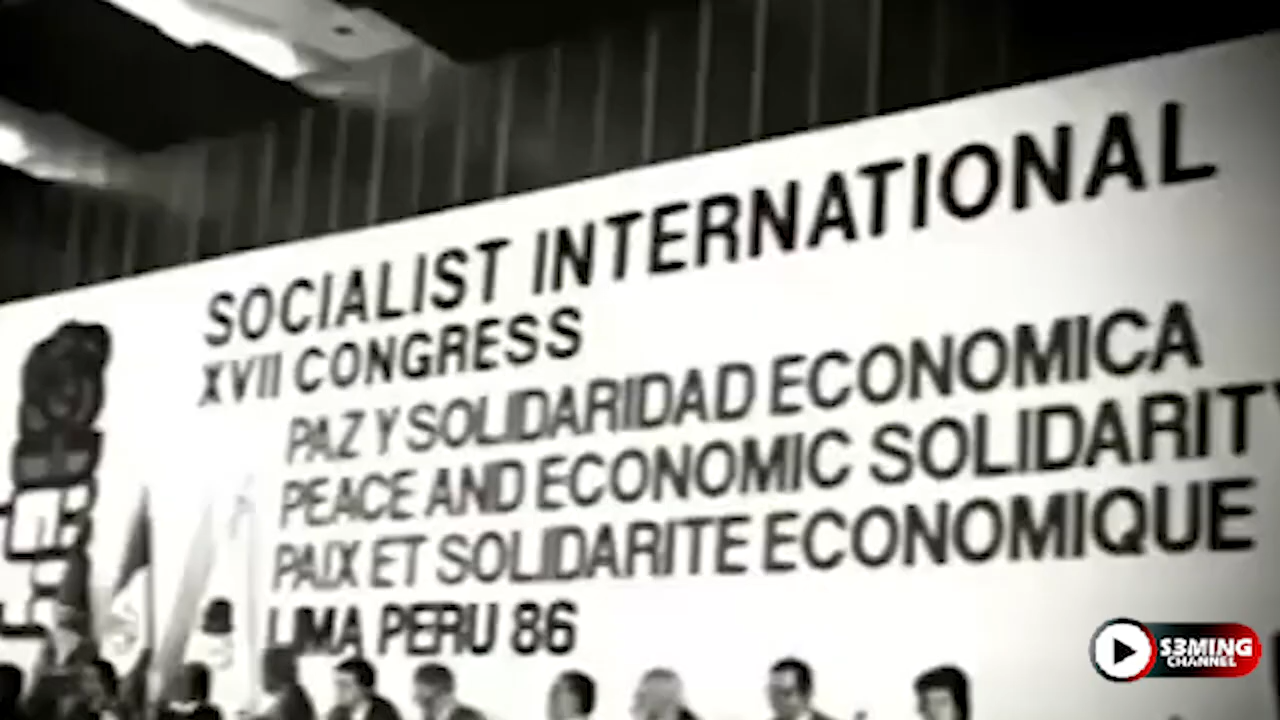 SOCIALIST INTERNATIONAL
XVII CONGRESS
PAZ Y SOLIDARIDAD ECONOMICA
PEACE AND ECONOMIC SOLIDARITY
PAIX ET SOLIDARITE ECONOMIQUE
LIMA PERU 86
S3MING
CHANNEL